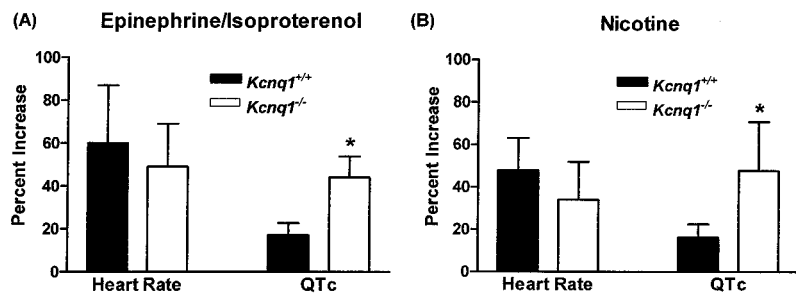 (A) Epinephrine/Isoproterenol
Percent Increase
100
80
60
40
20
0
Kcnq1+/+
Kcnq1-/-
*
Heart Rate QTc
(B) Nicotine
Percent Increase
100
80
60
40
20
0
Kcnq1+/+
Kcnq1-/-
*
Heart Rate QTc